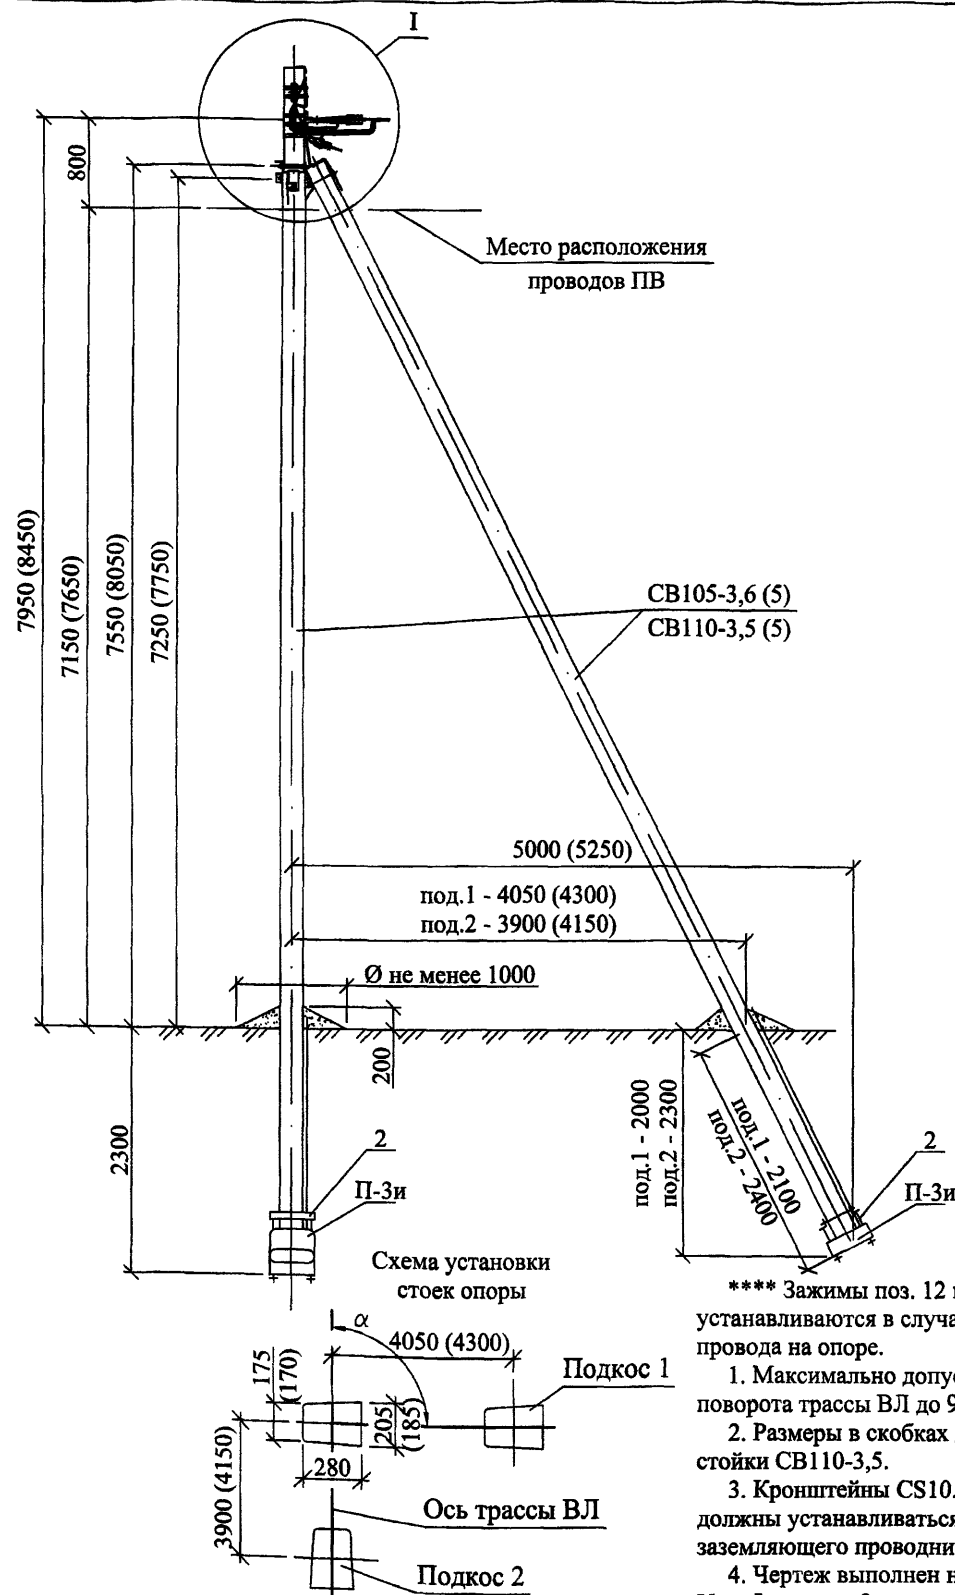 I
800
Место расположения
проводов ПВ
7950 (8450)
7150 (7650)
7550 (8050)
7250 (7750)
СВ105-3,6 (5)
СВ110-3,5 (5)
5000 (5250)
под.1 - 4050 (4300)
под.2 - 3900 (4150)
Ø не менее 1000
200
2300
2
П-3и
под.1 - 2000
под.2 - 2300
под.1 - 2100
под.2 - 2400
2
П-3и
Схема установки
стоек опоры
α
4050 (4300)
175
(170)
Подкос 1
205
(185)
280
3900 (4150)
Ось трассы ВЛ
Подкос 2
**** Зажимы поз. 12
устанавливаются в случа
провода на опоре.
1. Максимально допус
поворота трассы ВЛ до 9
2. Размеры в скобках
стойки СВ110-3,5.
3. Кронштейны CS10.
должны устанавливаться
заземляющего проводни
4. Чертеж выполнен н